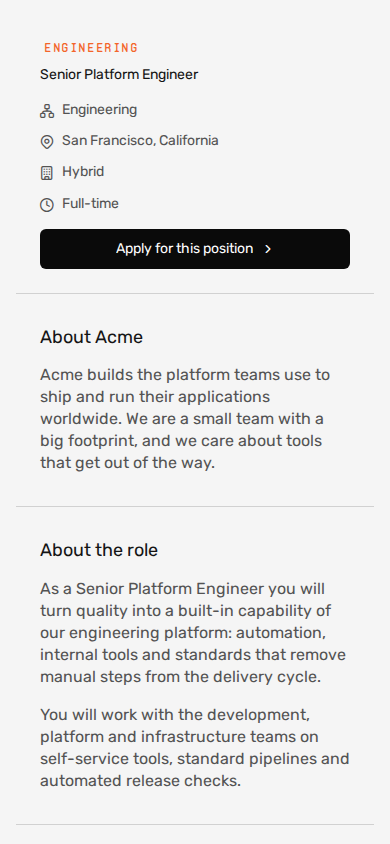 ENGINEERING
Senior Platform Engineer
Engineering
San Francisco, California
Hybrid
Full-time
Apply for this position
About Acme
Acme builds the platform teams use to
ship and run their applications
worldwide. We are a small team with a
big footprint, and we care about tools
that get out of the way.
About the role
As a Senior Platform Engineer you will
turn quality into a built-in capability of
our engineering platform: automation,
internal tools and standards that remove
manual steps from the delivery cycle.
You will work with the development,
platform and infrastructure teams on
self-service tools, standard pipelines and
automated release checks.